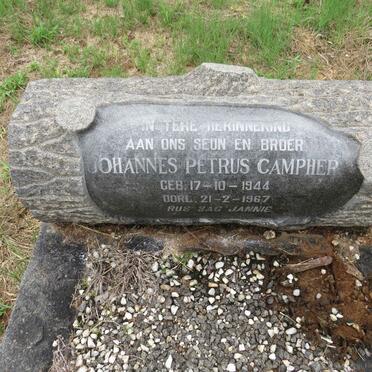 IN TERE HERINNERING
AAN ONS SEUN EN BROER
JOHANNES PETRUS CAMPHER
GEB. 17-10-1944
OORL. 21-2-1967
RUS SAG JANNIE